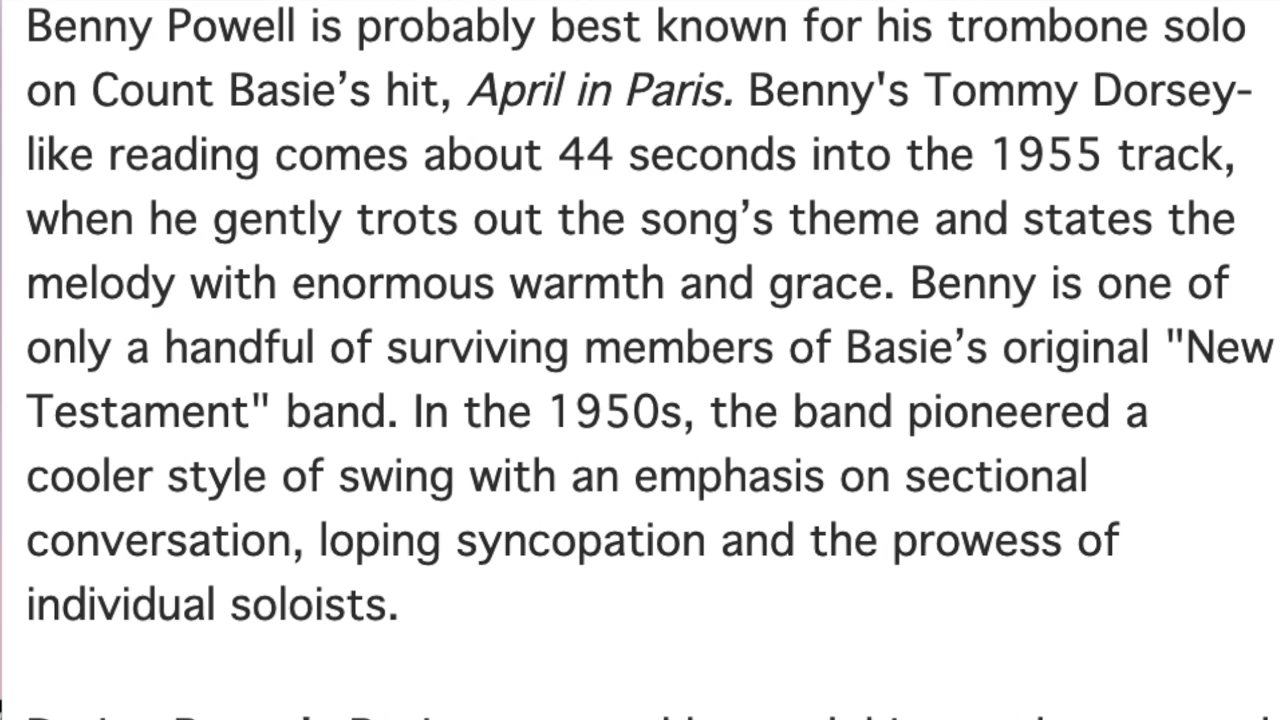 Benny Powell is probably best known for his trombone solo
on Count Basie’s hit, April in Paris. Benny's Tommy Dorsey-
like reading comes about 44 seconds into the 1955 track,
when he gently trots out the song’s theme and states the
melody with enormous warmth and grace. Benny is one of
only a handful of surviving members of Basie’s original "New
Testament" band. In the 1950s, the band pioneered a
cooler style of swing with an emphasis on sectional
conversation, loping syncopation and the prowess of
individual soloists.